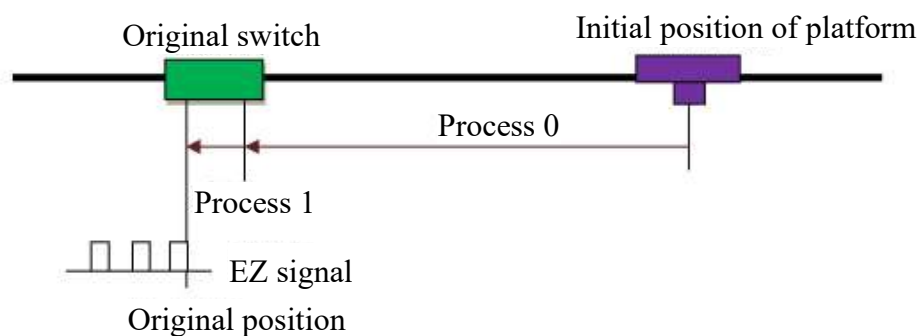 Original switch
Initial position of platform
Process 0
Process 1
EZ signal
Original position